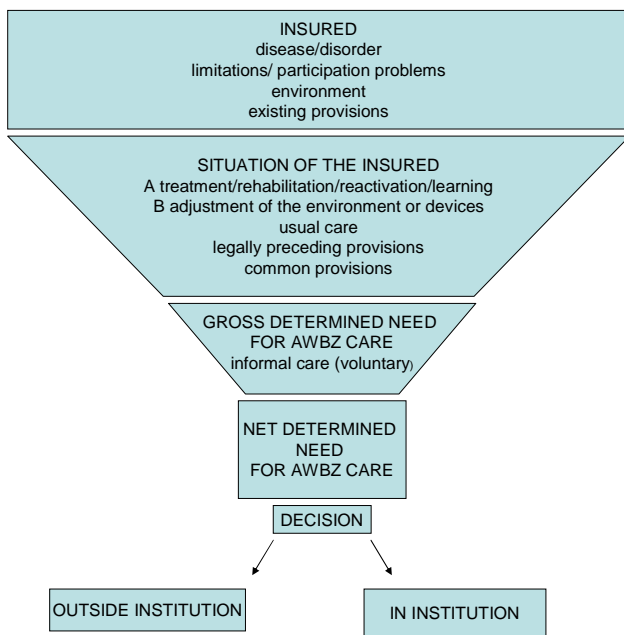 INSURED
disease/disorder
limitations/ participation problems
environment
existing provisions
SITUATION OF THE INSURED
A treatment/rehabilitation/reactivation/learning
B adjustment of the environment or devices
usual care
legally preceding provisions
common provisions
GROSS DETERMINED NEED
FOR AWBZ CARE
informal care (voluntary)
NET DETERMINED
NEED
FOR AWBZ CARE
DECISION
OUTSIDE INSTITUTION
IN INSTITUTION